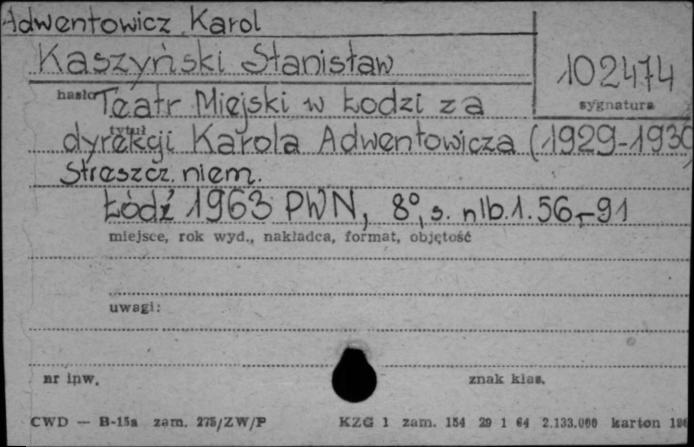 Adwentowicz Karol
Kaszyński Stanisław
102474
hasło
sygnatura
Teatr Miejski w Łodzi za
tytuł
dyrekcji Karola Adwentowicza (1929-193
Streszcz. niem.
Łódź 1963 PWN, 8°, s. nlb.1.56,-91
miejsce, rok wyd., nakładca, format, objętość
uwagi:
nr inw.
znak klas.
CWD — B-15a zam. 275/ZW/P
KZG 1 zam. 154 29 1 64 2.133.000 karton